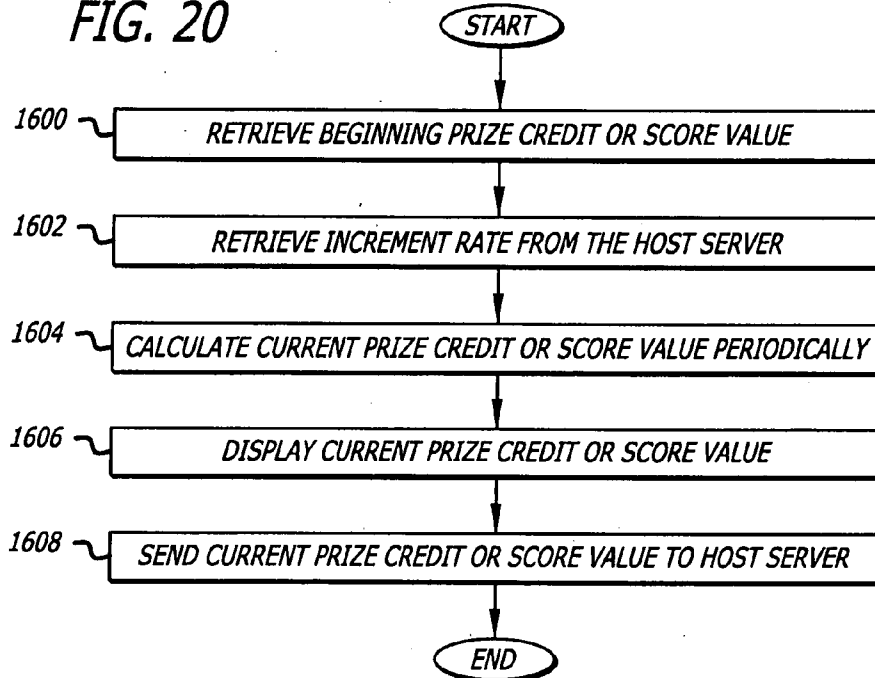 FIG. 20
START
1600
RETRIEVE BEGINNING PRIZE CREDIT OR SCORE VALUE
1602
RETRIEVE INCREMENT RATE FROM THE HOST SERVER
1604
CALCULATE CURRENT PRIZE CREDIT OR SCORE VALUE PERIODICALLY
1606
DISPLAY CURRENT PRIZE CREDIT OR SCORE VALUE
1608
SEND CURRENT PRIZE CREDIT OR SCORE VALUE TO HOST SERVER
END